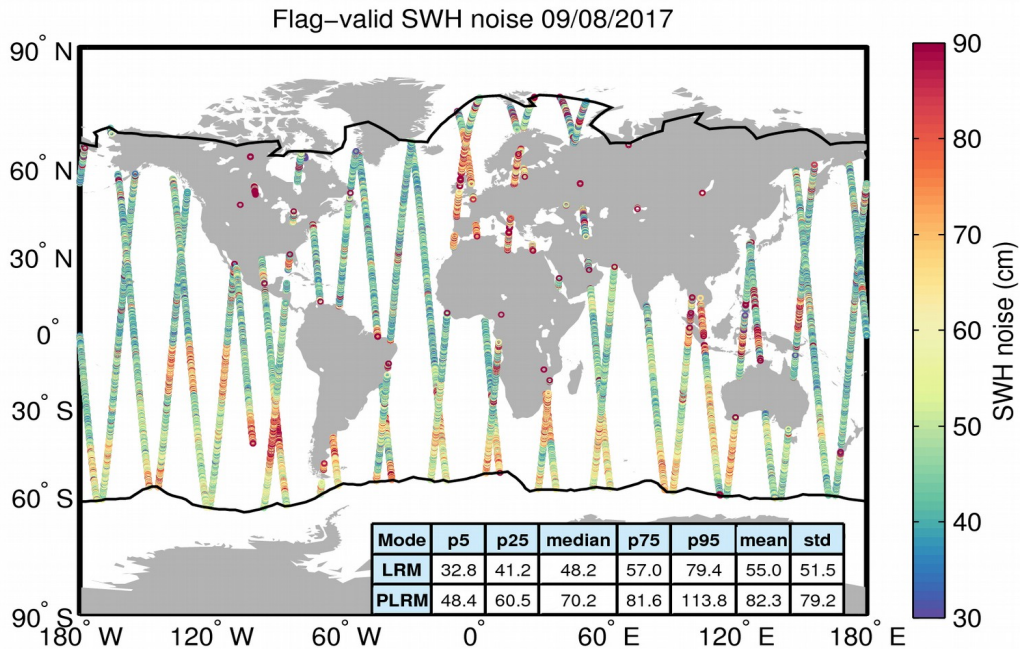 Flag−valid SWH noise 09/08/2017
90° N
60° N
30° N
0°
30° S
60° S
90° S
180° W
120° W
60° W
0°
60° E
120° E
180° E
90
80
70
60
50
40
30
SWH noise (cm)
Mode p5 p25 median p75 p95 mean std
LRM 32.8 41.2 48.2 57.0 79.4 55.0 51.5
PLRM 48.4 60.5 70.2 81.6 113.8 82.3 79.2